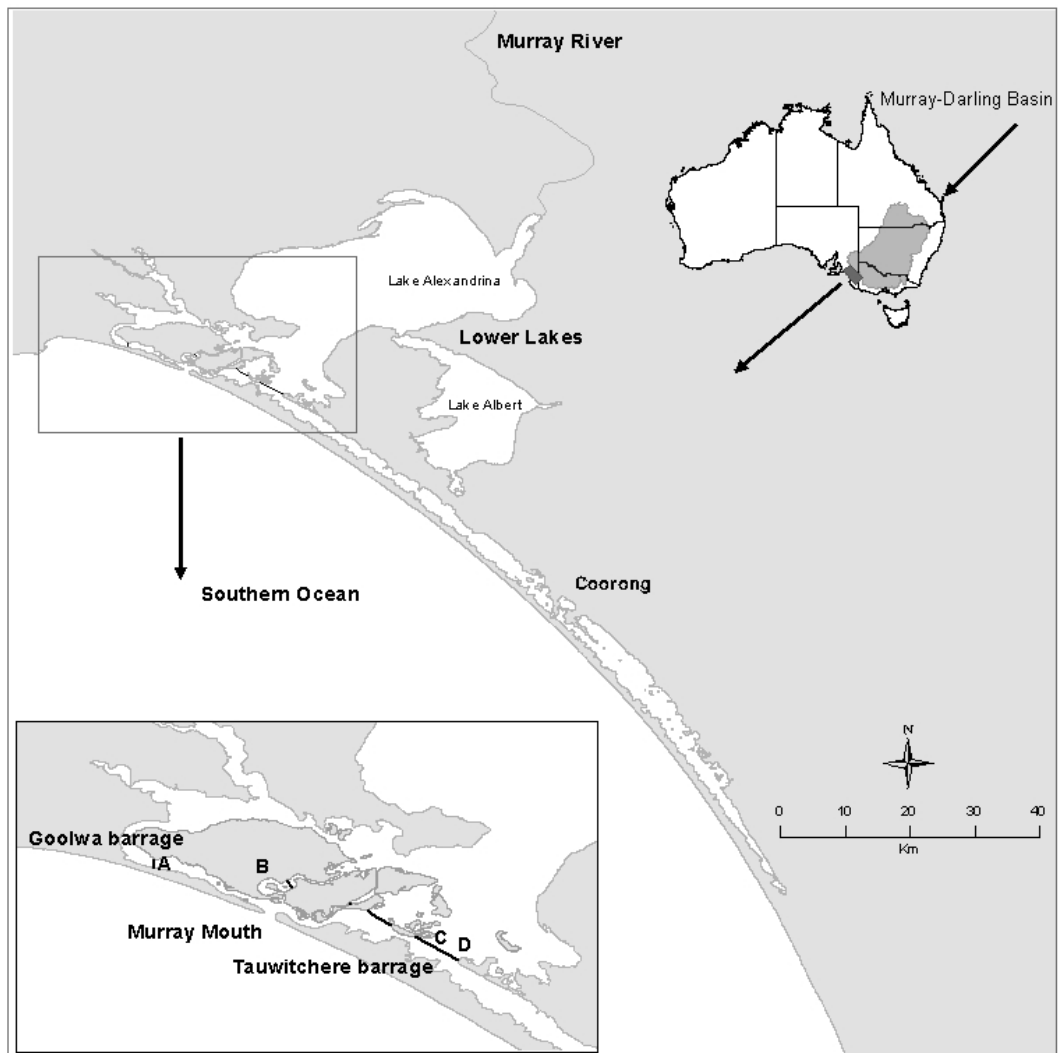 Murray River
Murray-Darling Basin
Lake Alexandrina
Lower Lakes
Lake Albert
Southern Ocean
Coorong
N
0 10 20 30 40
Km
Goolwa barrage
A
B
Murray Mouth
C
D
Tauwitchere barrage